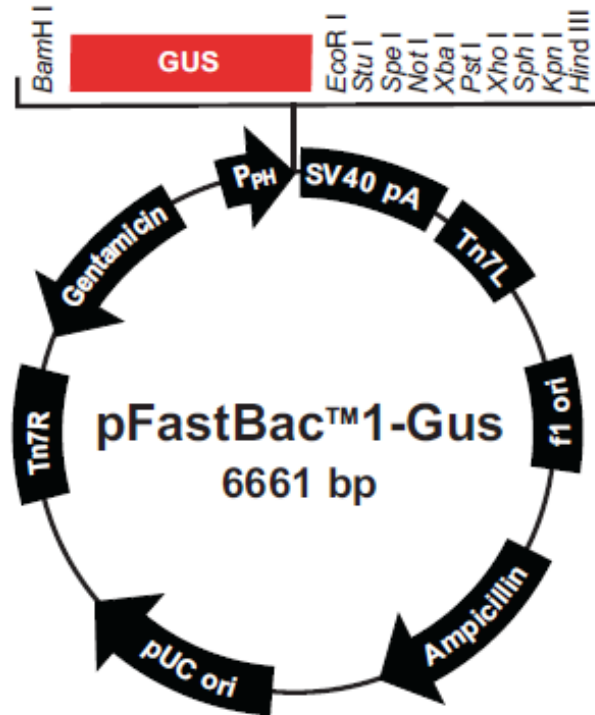 BamH I
GUS
EcoR I
Stu I
Spe I
Not I
Xba I
Pst I
Xho I
Sph I
Kpn I
Hind III
PPH
SV40 pA
Tn7L
f1 ori
Ampicillin
pUC ori
Tn7R
Gentamicin
pFastBac™1-Gus
6661 bp